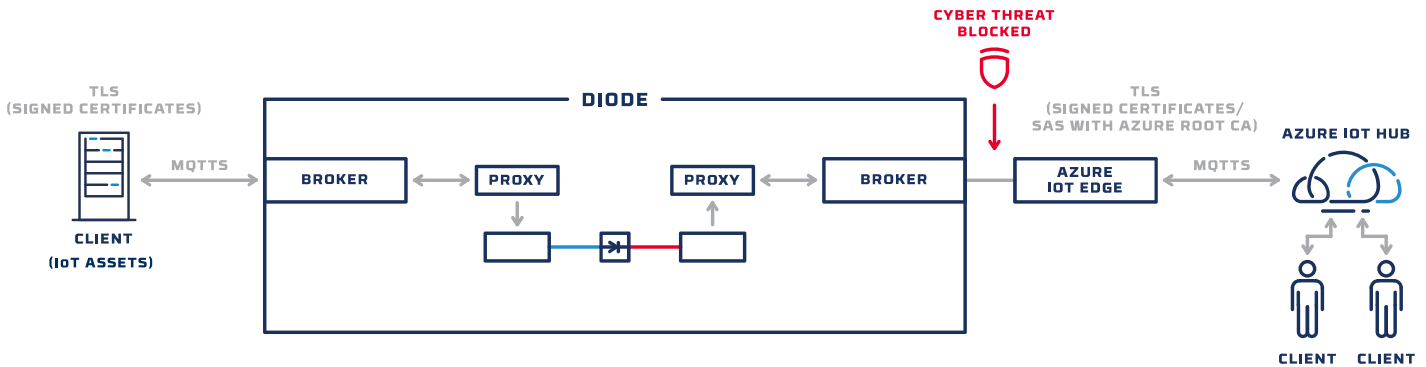 CYBER THREAT
BLOCKED
TLS
(SIGNED CERTIFICATES)
DIODE
TLS
(SIGNED CERTIFICATES/
SAS WITH AZURE ROOT CA)
AZURE IOT HUB
MQTTS
BROKER
PROXY
PROXY
BROKER
AZURE
IOT EDGE
MQTTS
CLIENT
(IoT ASSETS)
CLIENT
CLIENT